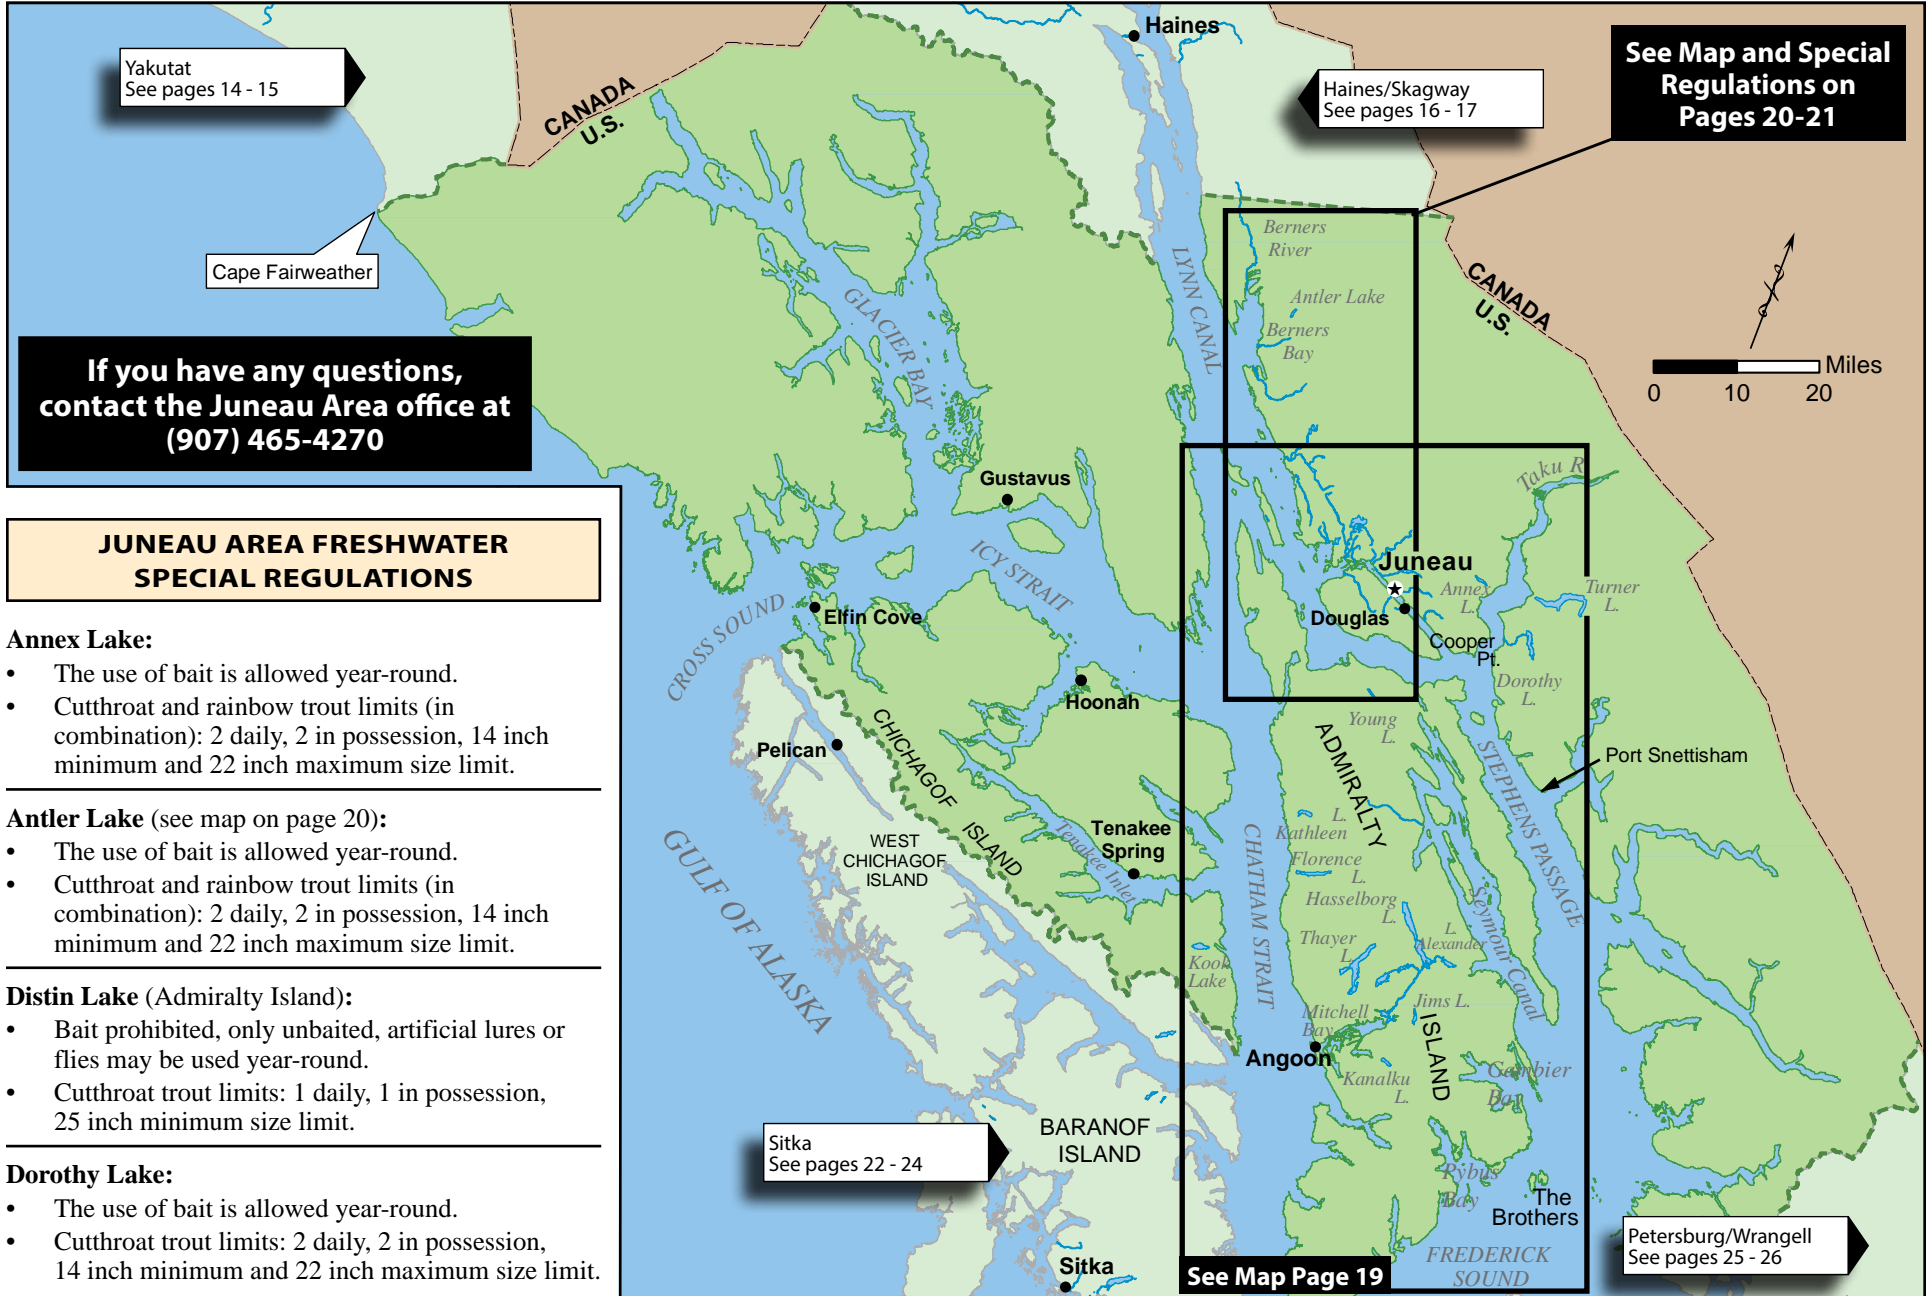 Haines
Yakutat
See pages 14 - 15
CANADA
U.S.
Haines/Skagway
See pages 16 - 17
See Map and Special
Regulations on
Pages 20-21
Cape Fairweather
Berners
River
Antler Lake
Berners
Bay
LYNN CANAL
GLACIER BAY
CANADA
U.S.
Miles
0 10 20
If you have any questions,
contact the Juneau Area office at
(907) 465-4270
Gustavus
Taku R
ICY STRAIT
Juneau
Annex
L.
Turner
L.
Douglas
Cooper
Pt.
Dorothy
L.
CROSS SOUND
Elfin Cove
Hoonah
Pelican
CHICHAGOF
ISLAND
WEST
CHICHAGOF
ISLAND
Tenakee
Spring
Tenakee Inlet
GULF OF ALASKA
Young
L.
ADMIRALTY
ISLAND
STEPHENS PASSAGE
Port Snettisham
L.
Kathleen
Florence
L.
Hasselborg
L.
Thayer
L.
L.
Alexander
Seymour Canal
CHATHAM STRAIT
Kook
Lake
Mitchell
Bay
Jims L.
Angoon
Kanalku
L.
Gambier
Bay
Pybus
Bay
The
Brothers
FREDERICK
SOUND
BARANOF
ISLAND
Sitka
See pages 22 - 24
Sitka
See Map Page 19
Petersburg/Wrangell
See pages 25 - 26
JUNEAU AREA FRESHWATER
SPECIAL REGULATIONS
Annex Lake:
• The use of bait is allowed year-round.
• Cutthroat and rainbow trout limits (in
combination): 2 daily, 2 in possession, 14 inch
minimum and 22 inch maximum size limit.
Antler Lake (see map on page 20):
• The use of bait is allowed year-round.
• Cutthroat and rainbow trout limits (in
combination): 2 daily, 2 in possession, 14 inch
minimum and 22 inch maximum size limit.
Distin Lake (Admiralty Island):
• Bait prohibited, only unbaited, artificial lures or
flies may be used year-round.
• Cutthroat trout limits: 1 daily, 1 in possession,
25 inch minimum size limit.
Dorothy Lake:
• The use of bait is allowed year-round.
• Cutthroat trout limits: 2 daily, 2 in possession,
14 inch minimum and 22 inch maximum size limit.